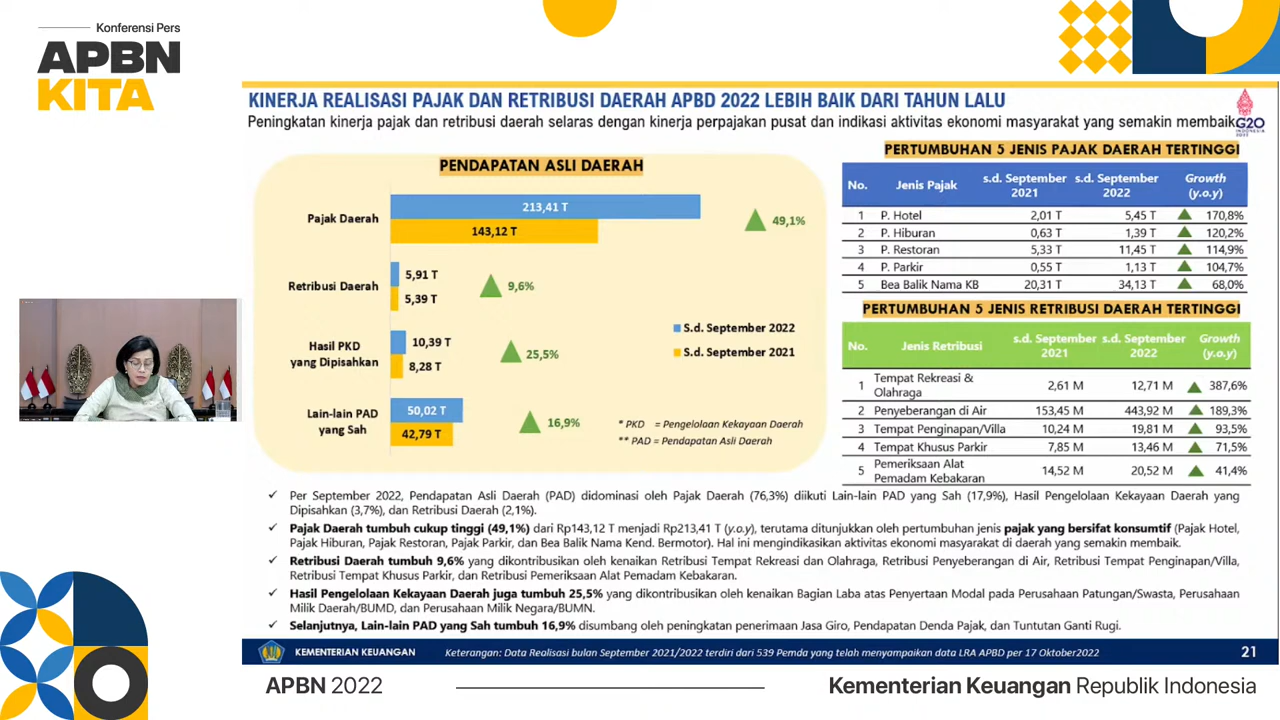 Konferensi Pers
APBN
KITA
KINERJA REALISASI PAJAK DAN RETRIBUSI DAERAH APBD 2022 LEBIH BAIK DARI TAHUN LALU
Peningkatan kinerja pajak dan retribusi daerah selaras dengan kinerja perpajakan pusat dan indikasi aktivitas ekonomi masyarakat yang semakin membaik
G20
PENDAPATAN ASLI DAERAH
Pajak Daerah
213,41 T
143,12 T
49,1%
Retribusi Daerah
5,91 T
5,39 T
9,6%
Hasil PKD
yang Dipisahkan
10,39 T
8,28 T
25,5%
Lain-lain PAD
yang Sah
50,02 T
42,79 T
16,9%
S.d. September 2022
S.d. September 2021
* PKD = Pengelolaan Kekayaan Daerah
** PAD = Pendapatan Asli Daerah
PERTUMBUHAN 5 JENIS PAJAK DAERAH TERTINGGI
No. Jenis Pajak s.d. September 2021 s.d. September 2022 Growth (y.o.y)
1 P. Hotel 2,01 T 5,45 T 170,8%
2 P. Hiburan 0,63 T 1,39 T 120,2%
3 P. Restoran 5,33 T 11,45 T 114,9%
4 P. Parkir 0,55 T 1,13 T 104,7%
5 Bea Balik Nama KB 20,31 T 34,13 T 68,0%
PERTUMBUHAN 5 JENIS RETRIBUSI DAERAH TERTINGGI
No. Jenis Retribusi s.d. September 2021 s.d. September 2022 Growth (y.o.y)
1 Tempat Rekreasi & Olahraga 2,61 M 12,71 M 387,6%
2 Penyeberangan di Air 153,45 M 443,92 M 189,3%
3 Tempat Penginapan/Villa 10,24 M 19,81 M 93,5%
4 Tempat Khusus Parkir 7,85 M 13,46 M 71,5%
5 Pemeriksaan Alat Pemadam Kebakaran 14,52 M 20,52 M 41,4%
✓ Per September 2022, Pendapatan Asli Daerah (PAD) didominasi oleh Pajak Daerah (76,3%) diikuti Lain-lain PAD yang Sah (17,9%), Hasil Pengelolaan Kekayaan Daerah yang
Dipisahkan (3,7%), dan Retribusi Daerah (2,1%).
✓ Pajak Daerah tumbuh cukup tinggi (49,1%) dari Rp143,12 T menjadi Rp213,41 T (y.o.y), terutama ditunjukkan oleh pertumbuhan jenis pajak yang bersifat konsumtif (Pajak Hotel,
Pajak Hiburan, Pajak Restoran, Pajak Parkir, dan Bea Balik Nama Kend. Bermotor). Hal ini mengindikasikan aktivitas ekonomi masyarakat di daerah yang semakin membaik.
✓ Retribusi Daerah tumbuh 9,6% yang dikontribusikan oleh kenaikan Retribusi Tempat Rekreasi dan Olahraga, Retribusi Penyeberangan di Air, Retribusi Tempat Penginapan/Villa,
Retribusi Tempat Khusus Parkir, dan Retribusi Pemeriksaan Alat Pemadam Kebakaran.
✓ Hasil Pengelolaan Kekayaan Daerah juga tumbuh 25,5% yang dikontribusikan oleh kenaikan Bagian Laba atas Penyertaan Modal pada Perusahaan Patungan/Swasta, Perusahaan
Milik Daerah/BUMD, dan Perusahaan Milik Negara/BUMN.
✓ Selanjutnya, Lain-lain PAD yang Sah tumbuh 16,9% disumbang oleh peningkatan penerimaan Jasa Giro, Pendapatan Denda Pajak, dan Tuntutan Ganti Rugi.
KEMENTERIAN KEUANGAN
Keterangan: Data Realisasi bulan September 2021/2022 terdiri dari 539 Pemda yang telah menyampaikan data LRA APBD per 17 Oktober2022
21
APBN 2022
Kementerian Keuangan Republik Indonesia